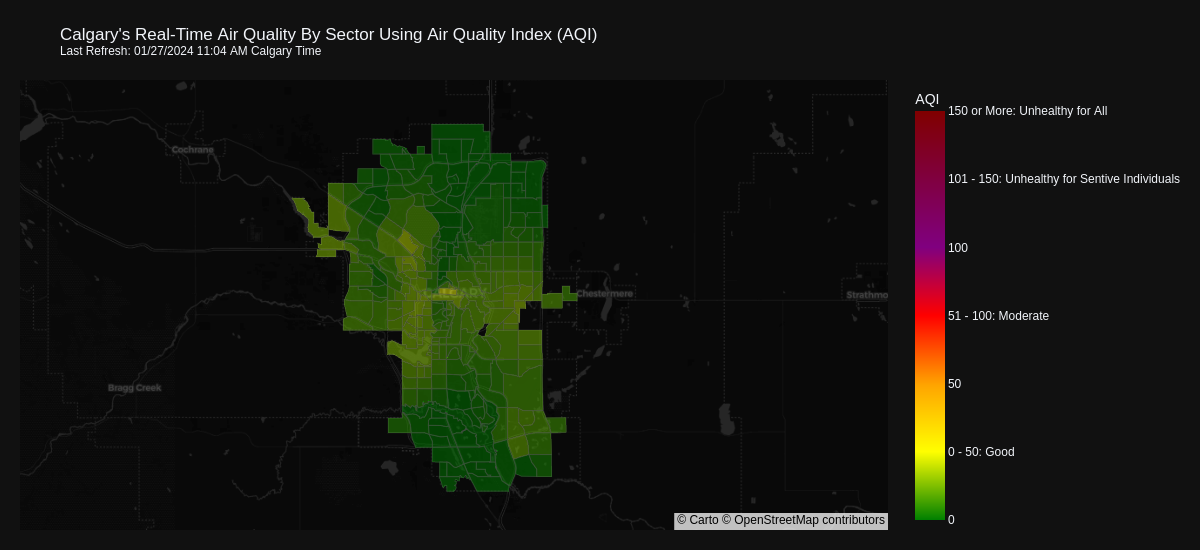 Calgary's Real-Time Air Quality By Sector Using Air Quality Index (AQI)
Last Refresh: 01/27/2024 11:04 AM Calgary Time
AQI
150 or More: Unhealthy for All
Cochrane
101 - 150: Unhealthy for Sentive Individuals
100
CALGARY
Chestermere
Strathmo
51 - 100: Moderate
Bragg Creek
50
0 - 50: Good
0
© Carto © OpenStreetMap contributors